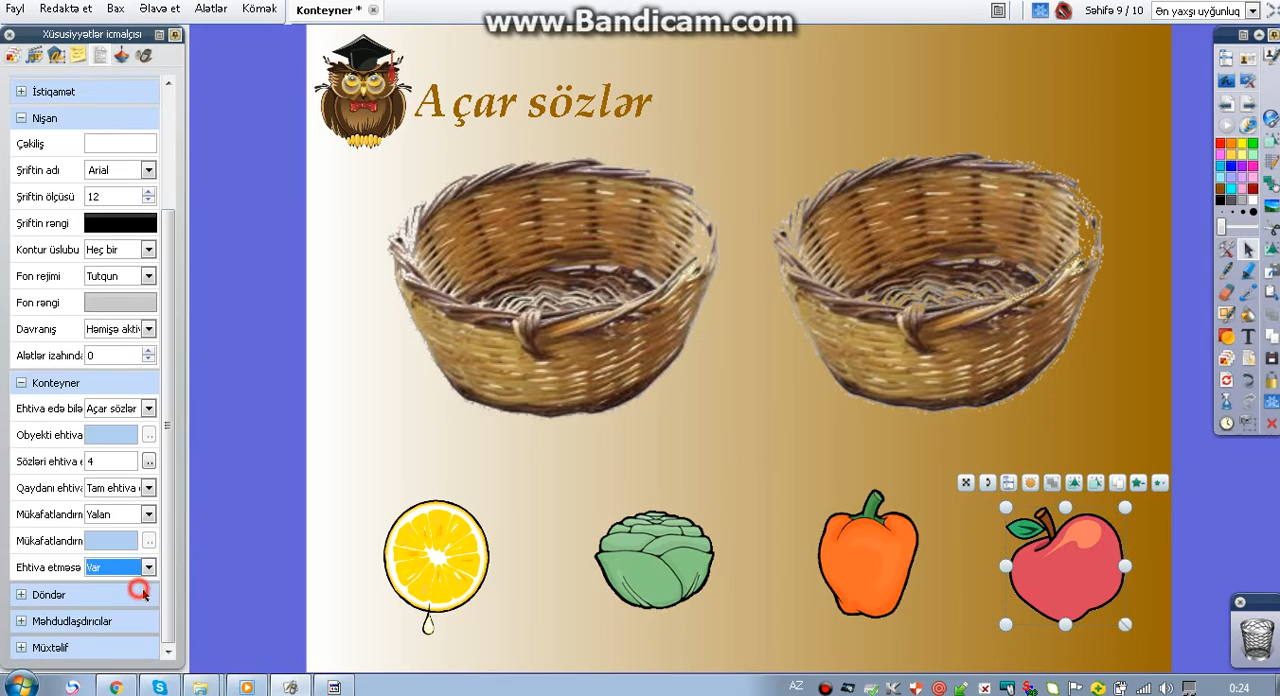 Fayl Redaktə et Bax Əlavə et Alətlər Kömək Konteyner * Səhifə 9 / 10 Ən yaxşı uyğunluq
www.Bandicam.com
Xüsusiyyətlər icmalçısı
İstiqamət
Nişan
Çəkiliş
Şriftin adı Arial
Şriftin ölçüsü 12
Şriftin rəngi
Kontur üslubu Heç bir
Fon rejimi Tutqun
Fon rəngi
Davranış Həmişə akti
Alətlər izahında 0
Konteyner
Ehtiva edə bilə Açar sözlər
Obyekti ehtiva
Sözləri ehtiva e 4
Qaydanı ehtiva Tam ehtiva
Mükafatlandırm Yalan
Mükafatlandırm
Ehtiva etməsə Var
Döndər
Məhdudlaşdırıcılar
Müxtəlif
Açar sözlər
AZ 0:24